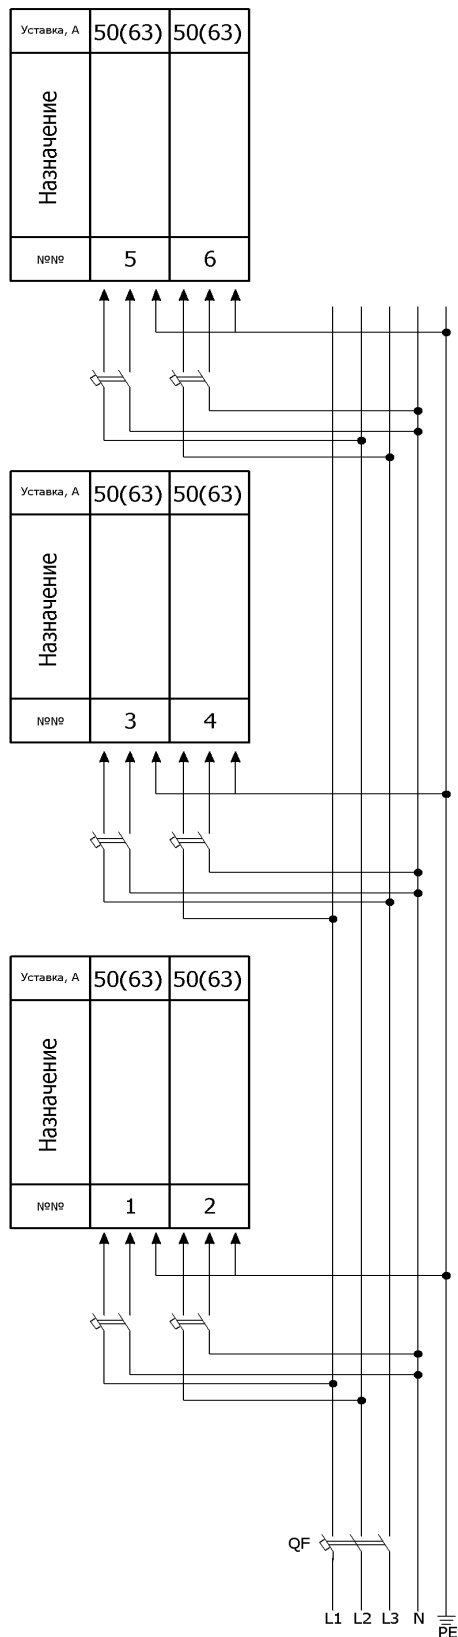 Уставка, А 50(63) 50(63)
Назначение
№№ 5 6
Уставка, А 50(63) 50(63)
Назначение
№№ 3 4
Уставка, А 50(63) 50(63)
Назначение
№№ 1 2
QF
L1 L2 L3 N
PE